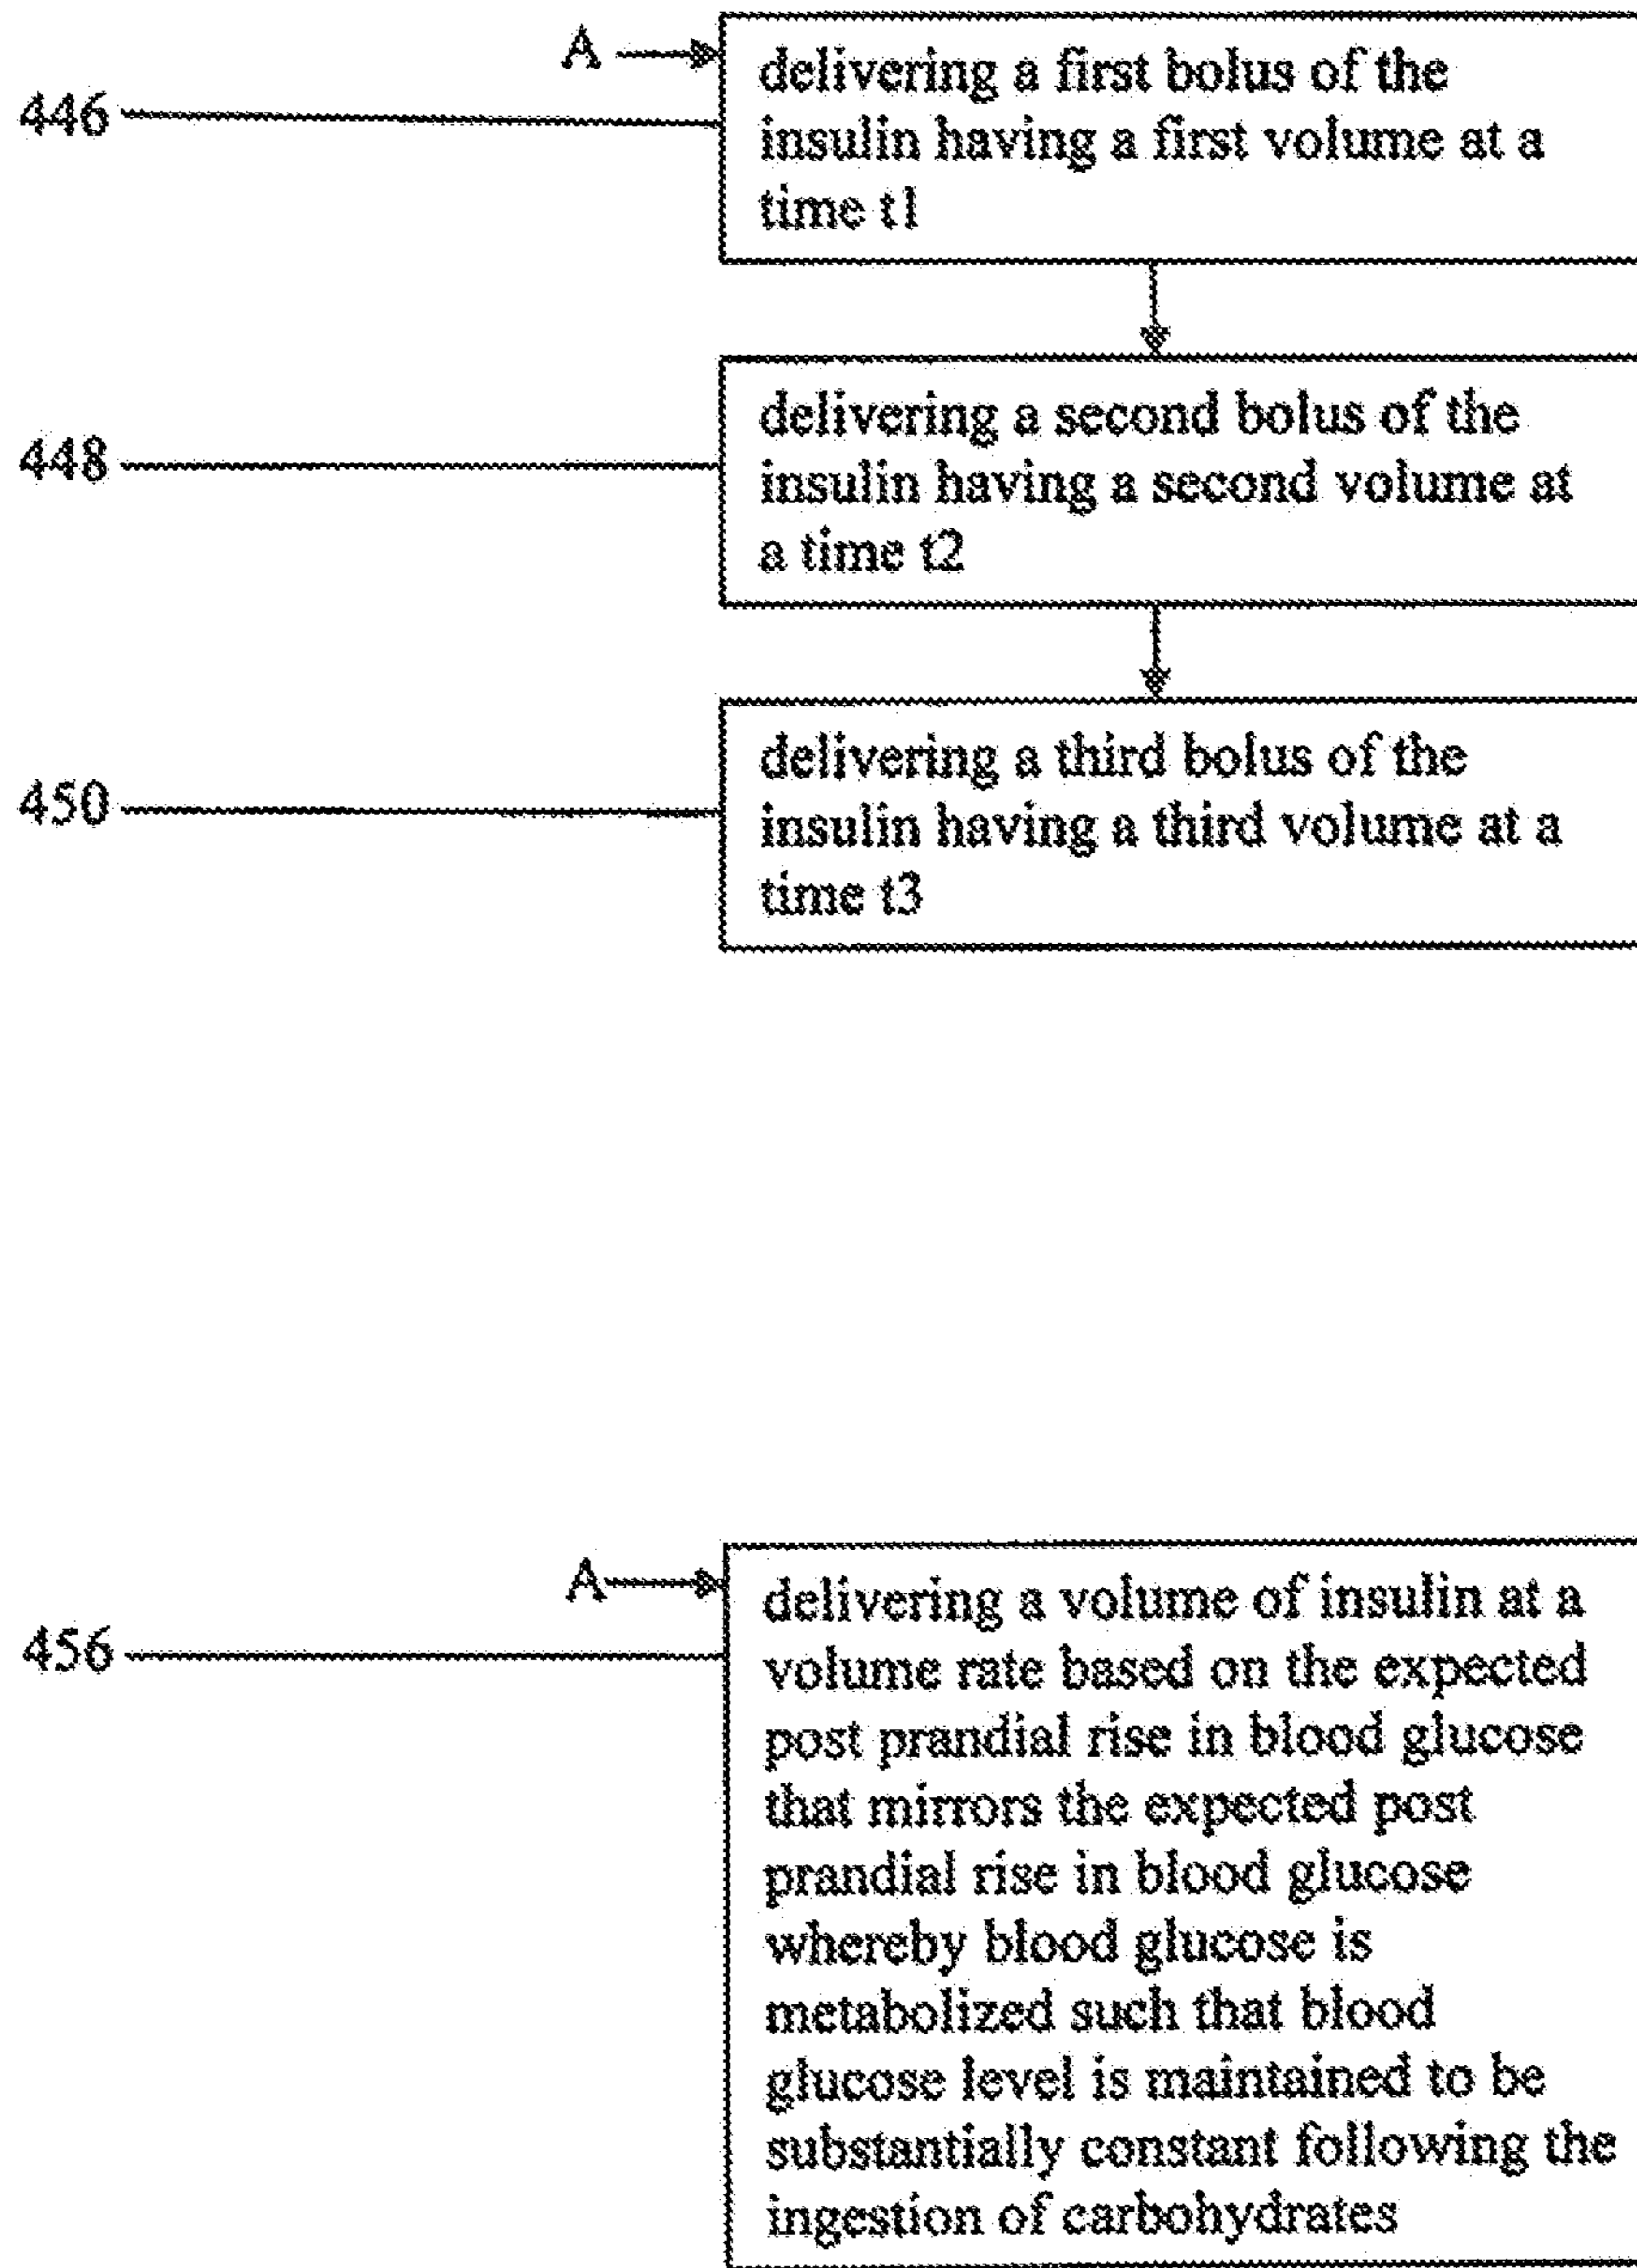 A
446
delivering a first bolus of the
insulin having a first volume at a
time t1
448
delivering a second bolus of the
insulin having a second volume at
a time t2
450
delivering a third bolus of the
insulin having a third volume at a
time t3
A
456
delivering a volume of insulin at a
volume rate based on the expected
post prandial rise in blood glucose
that mirrors the expected post
prandial rise in blood glucose
whereby blood glucose is
metabolized such that blood
glucose level is maintained to be
substantially constant following the
ingestion of carbohydrates